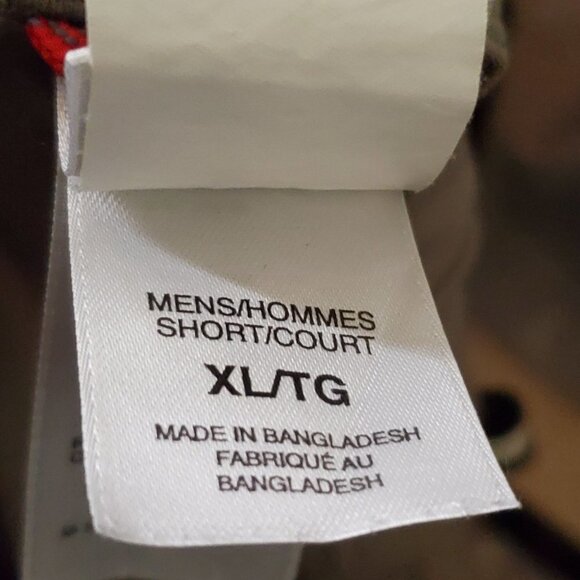 MENS/HOMMES
SHORT/COURT
XL/TG
MADE IN BANGLADESH
FABRIQUÉ AU
BANGLADESH